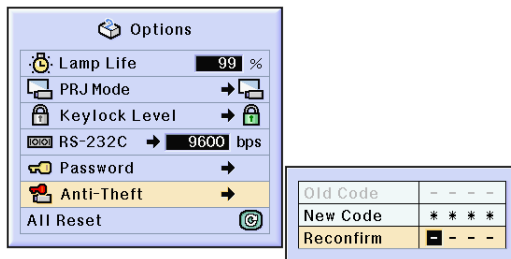 Options
Lamp Life 99 %
PRJ Mode
Keylock Level
RS-232C 9600 bps
Password
Anti-Theft
All Reset
Old Code - - - -
New Code * * * *
Reconfirm - - - -